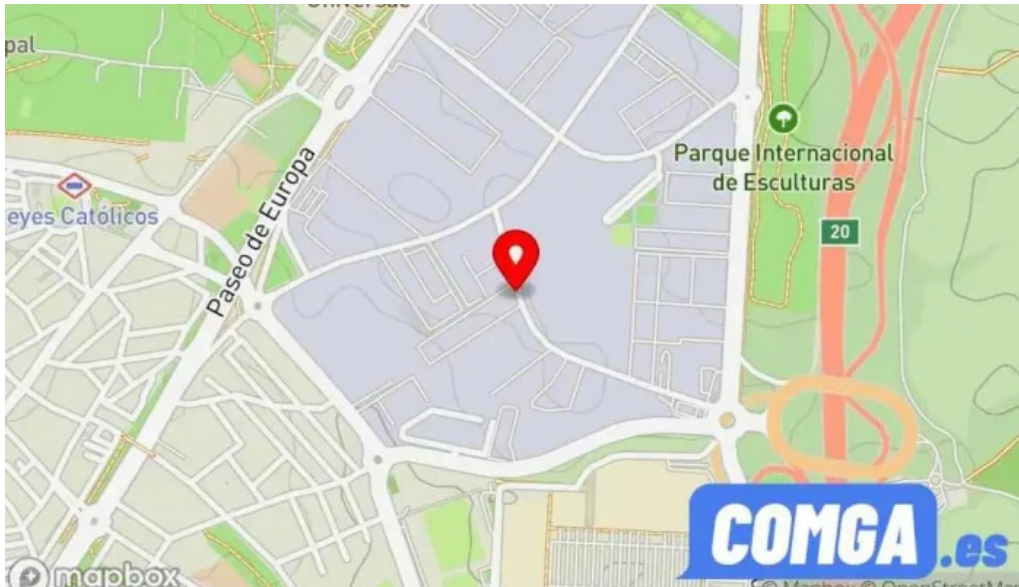 pal
Parque Internacional
de Esculturas
eyes Católicos
Paseo de Europa
20
COMGA.es
mapbox